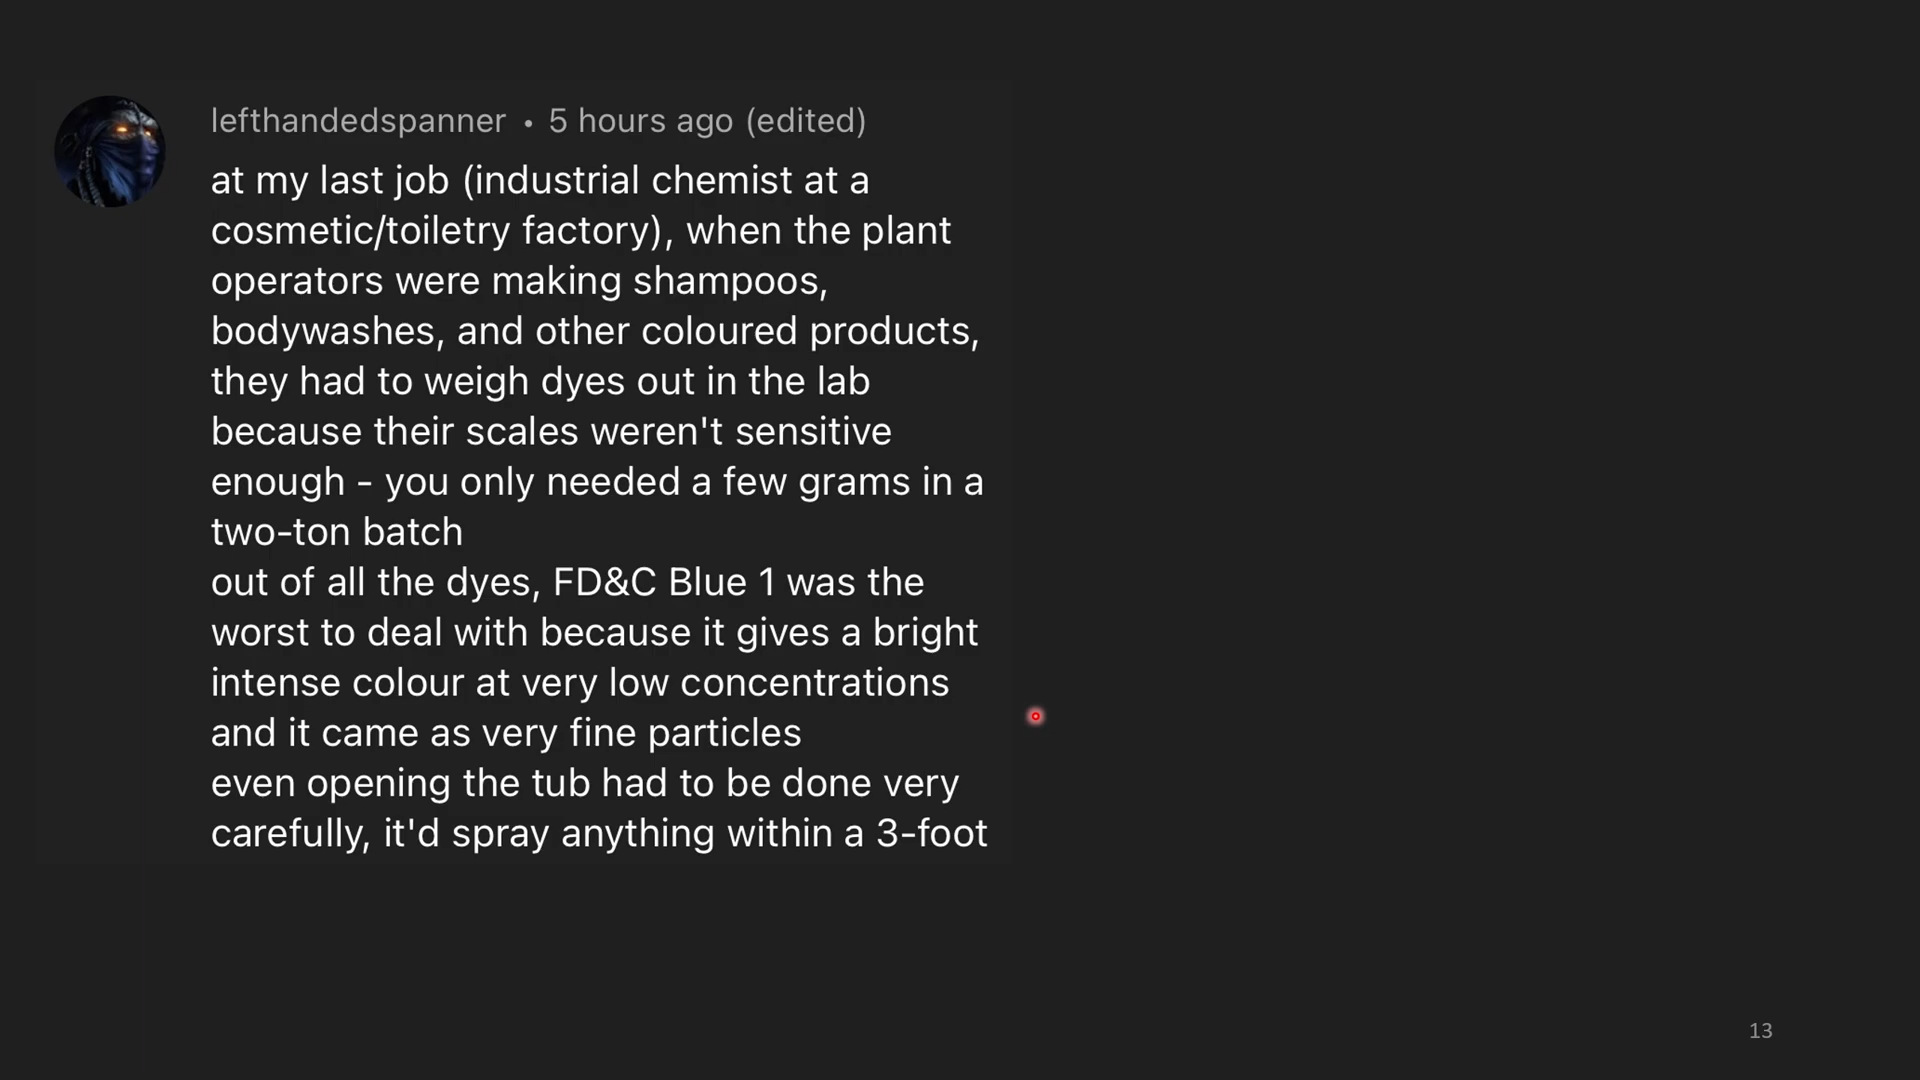 lefthandedspanner • 5 hours ago (edited)
at my last job (industrial chemist at a
cosmetic/toiletry factory), when the plant
operators were making shampoos,
bodywashes, and other coloured products,
they had to weigh dyes out in the lab
because their scales weren't sensitive
enough - you only needed a few grams in a
two-ton batch
out of all the dyes, FD&C Blue 1 was the
worst to deal with because it gives a bright
intense colour at very low concentrations
and it came as very fine particles
even opening the tub had to be done very
carefully, it'd spray anything within a 3-foot
13